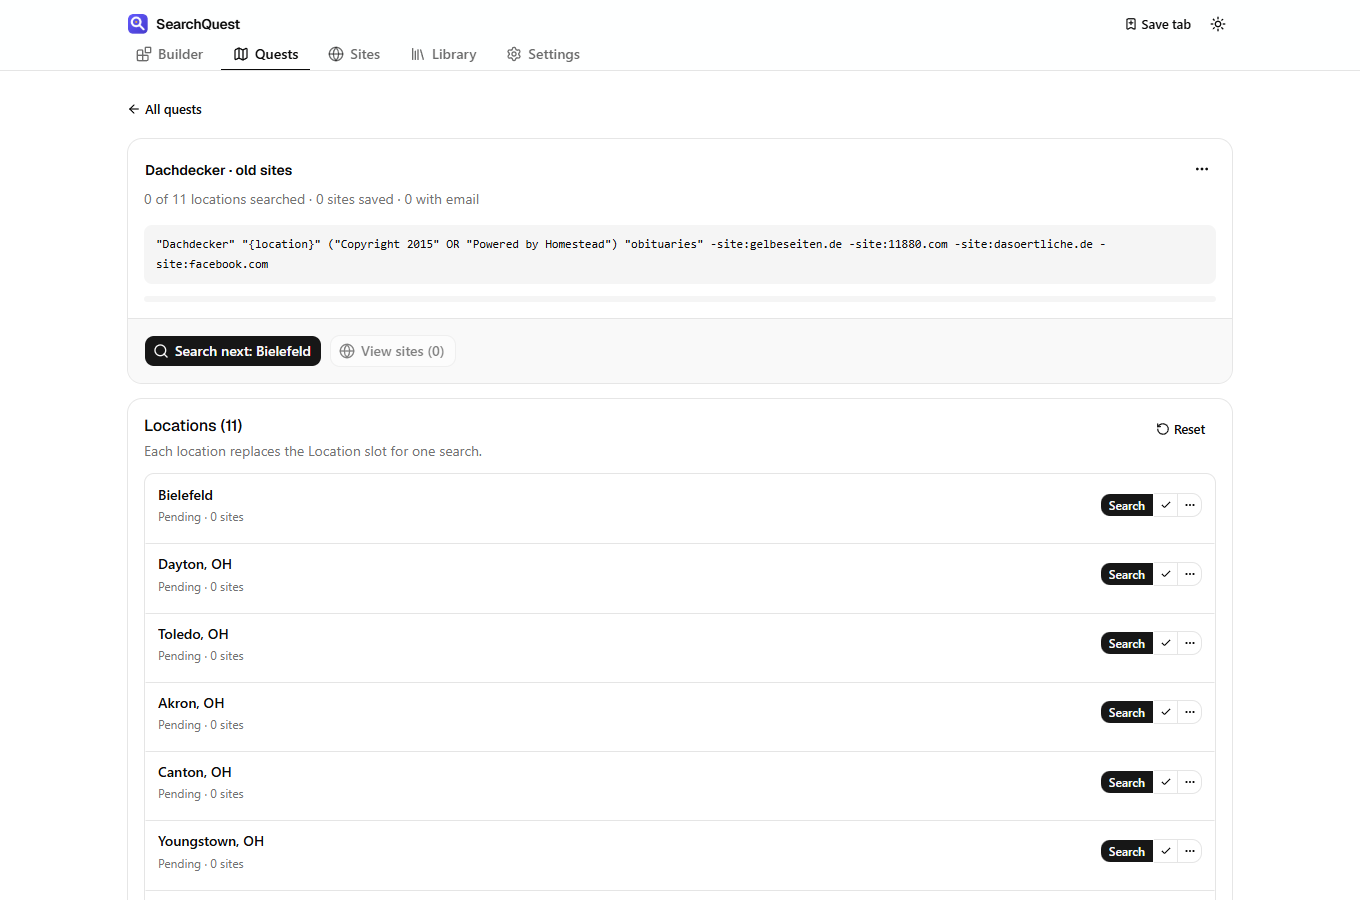 SearchQuest
Save tab
Builder
Quests
Sites
Library
Settings
All quests
Dachdecker · old sites
0 of 11 locations searched · 0 sites saved · 0 with email
"Dachdecker" "{location}" ("Copyright 2015" OR "Powered by Homestead") "obituaries" -site:gelbeseiten.de -site:11880.com -site:dasoertliche.de -
site:facebook.com
Search next: Bielefeld
View sites (0)
Locations (11)
Reset
Each location replaces the Location slot for one search.
Bielefeld
Pending · 0 sites
Search
Dayton, OH
Pending · 0 sites
Search
Toledo, OH
Pending · 0 sites
Search
Akron, OH
Pending · 0 sites
Search
Canton, OH
Pending · 0 sites
Search
Youngstown, OH
Pending · 0 sites
Search